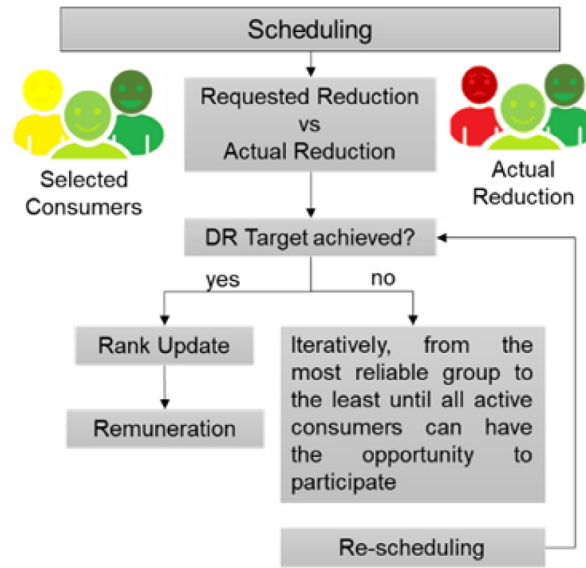 Scheduling
Requested Reduction
vs
Actual Reduction
Selected
Consumers
Actual
Reduction
DR Target achieved?
yes
no
Rank Update
Iteratively, from the
most reliable group to
the least until all active
consumers can have
the opportunity to
participate
Remuneration
Re-scheduling